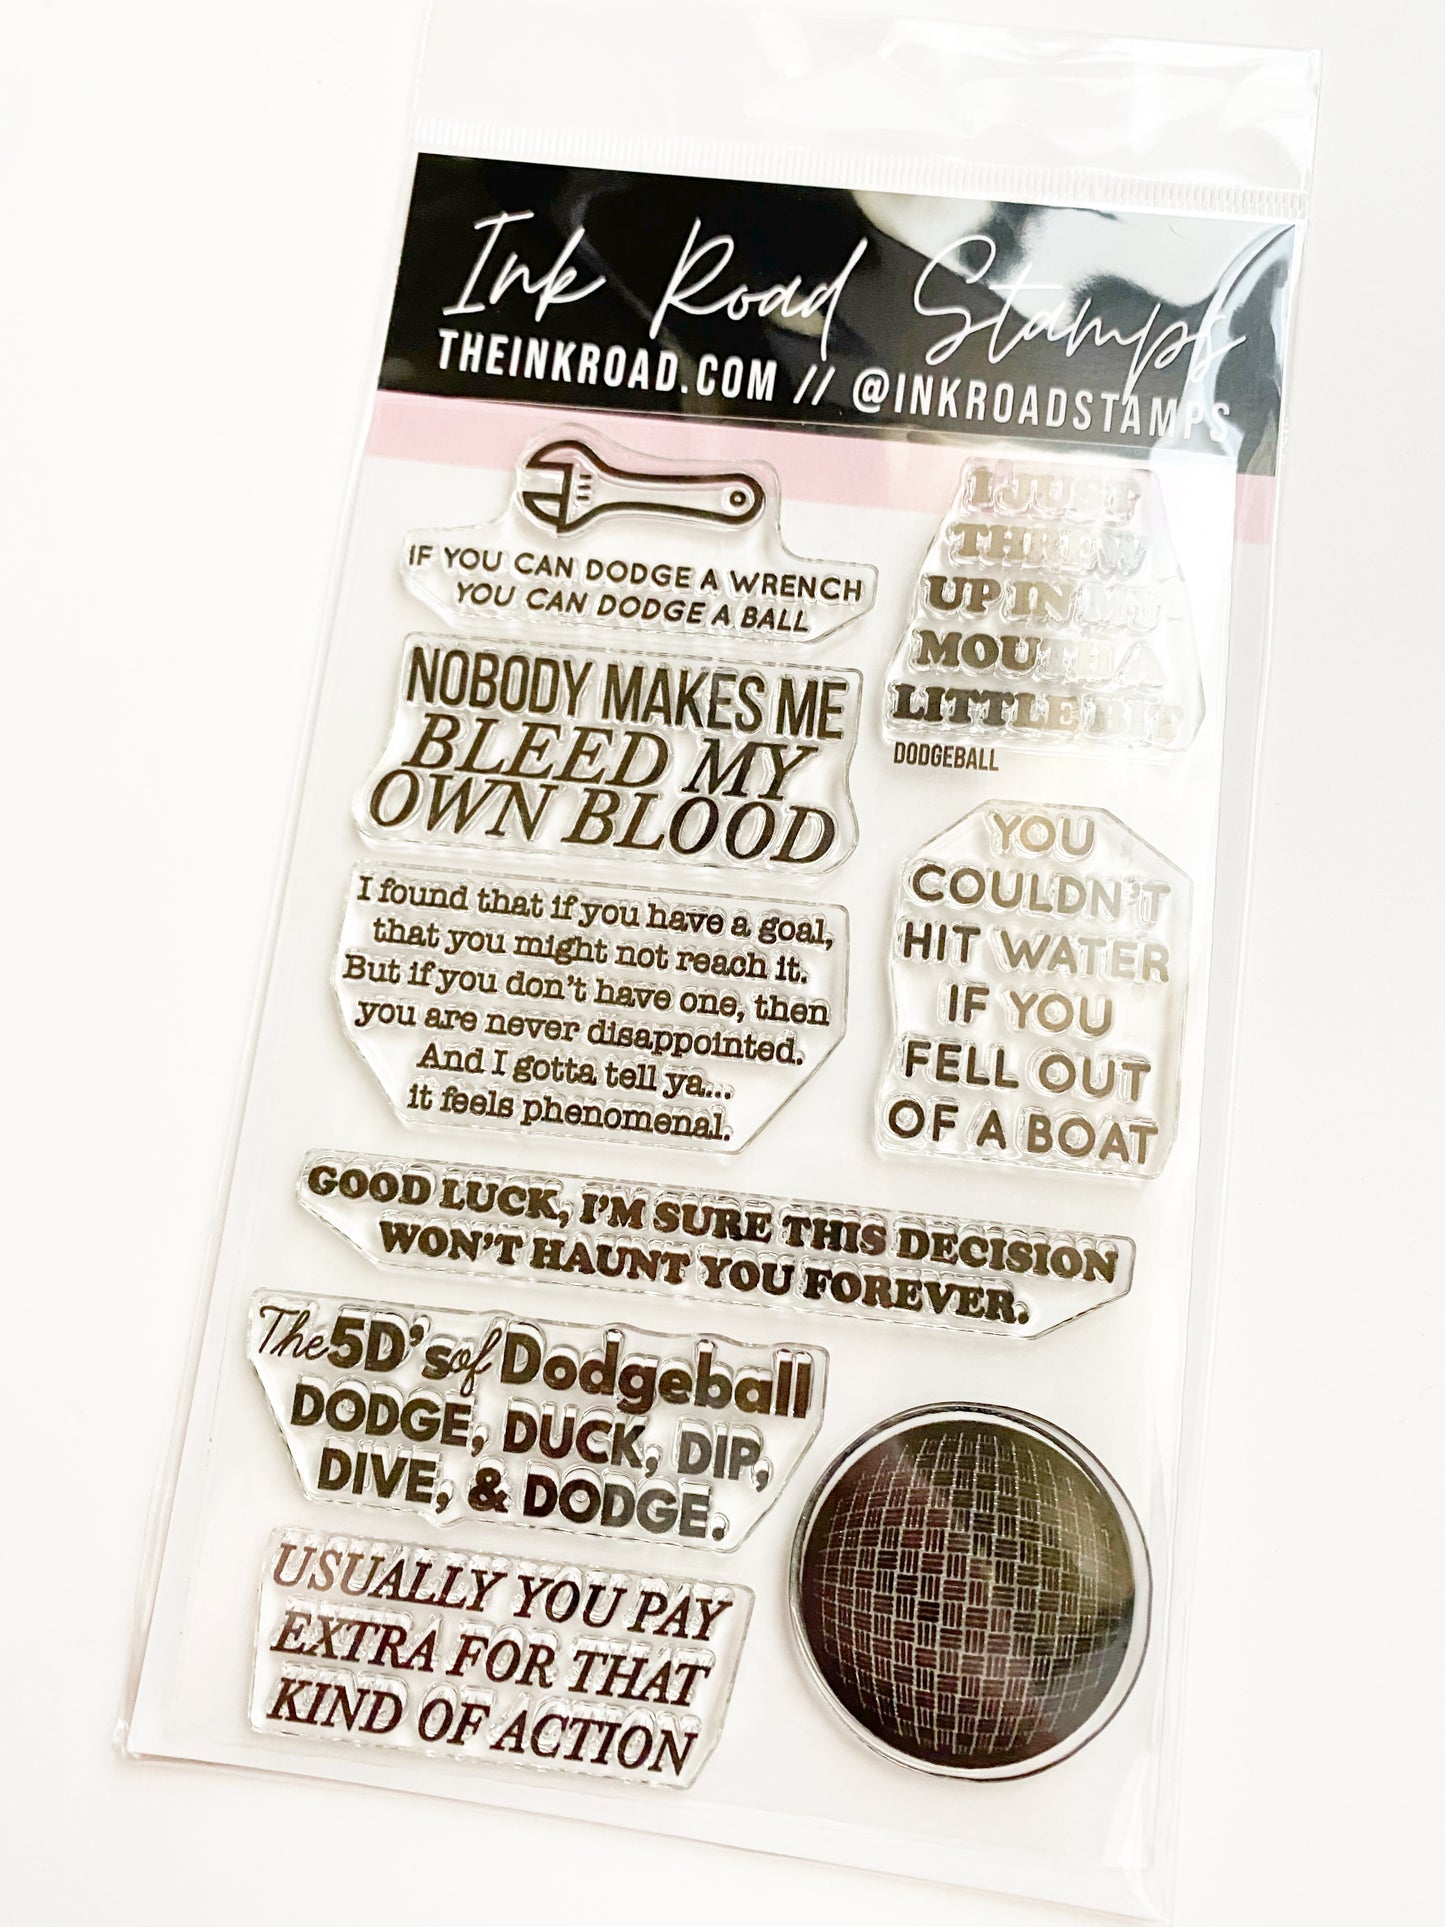 Ink Road Stamps
THEINKROAD.COM // @INKROADSTAMPS
IF YOU CAN DODGE A WRENCH
YOU CAN DODGE A BALL
I JUST
THREW
UP IN MY
MOUTH A
LITTLE BIT
DODGEBALL
NOBODY MAKES ME
BLEED MY
OWN BLOOD
YOU
COULDN'T
HIT WATER
IF YOU
FELL OUT
OF A BOAT
I found that if you have a goal,
that you might not reach it.
But if you don't have one, then
you are never disappointed.
And I gotta tell ya...
it feels phenomenal.
GOOD LUCK, I'M SURE THIS DECISION
WON'T HAUNT YOU FOREVER.
The 5D's of Dodgeball
DODGE, DUCK, DIP,
DIVE, & DODGE.
USUALLY YOU PAY
EXTRA FOR THAT
KIND OF ACTION